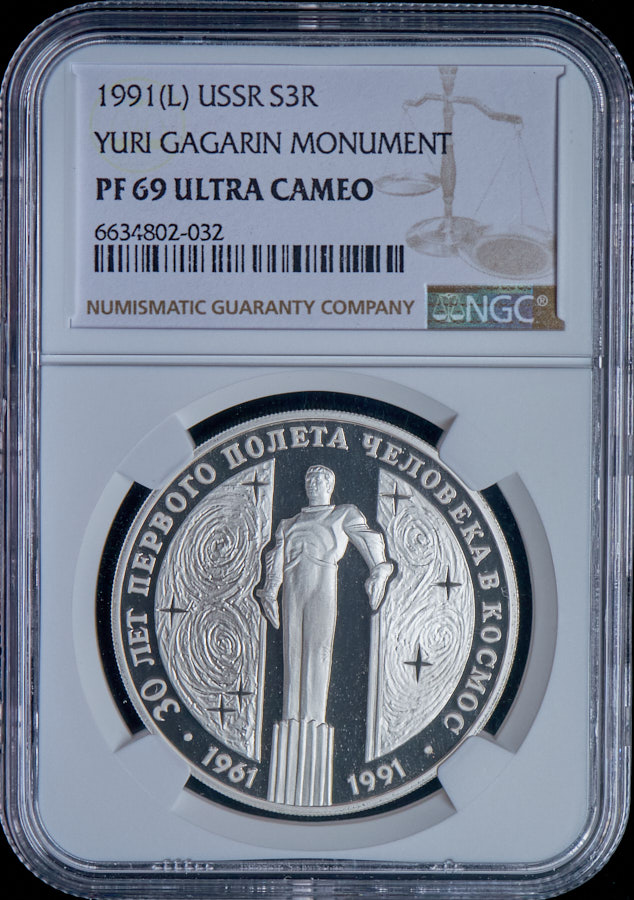 1991(L) USSR S3R
YURI GAGARIN MONUMENT
PF 69 ULTRA CAMEO
6634802-032
NUMISMATIC GUARANTY COMPANY
NGC®
30 ЛЕТ ПЕРВОГО ПОЛЕТА ЧЕЛОВЕКА В КОСМОС
• 1961 1991 •